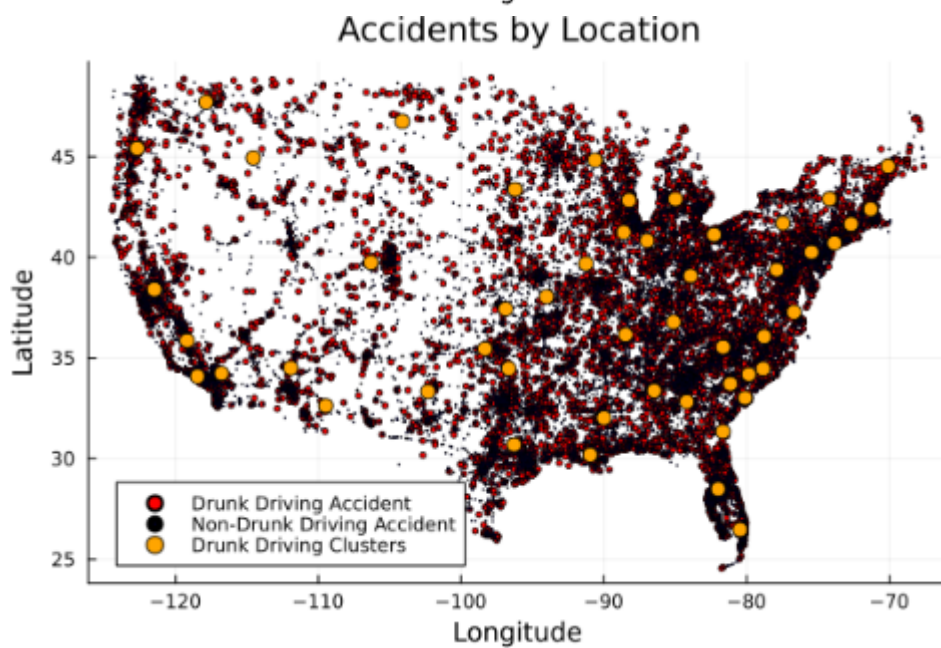 Accidents by Location
Latitude
45
40
35
30
25
Drunk Driving Accident
Non-Drunk Driving Accident
Drunk Driving Clusters
−120
−110
−100
−90
−80
−70
Longitude